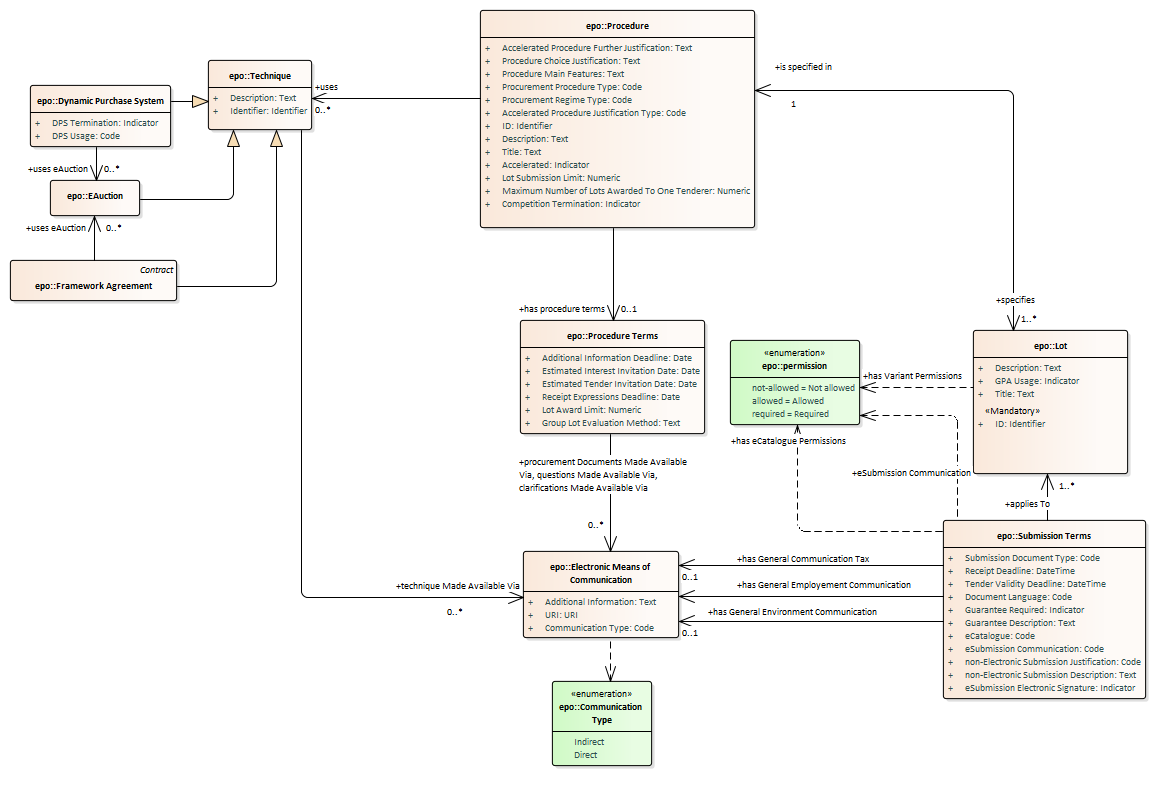 epo::Procedure
+ Accelerated Procedure Further Justification: Text
+ Procedure Choice Justification: Text
+ Procedure Main Features: Text
+ Procurement Procedure Type: Code
+ Procurement Regime Type: Code
+ Accelerated Procedure Justification Type: Code
+ ID: Identifier
+ Description: Text
+ Title: Text
+ Accelerated: Indicator
+ Lot Submission Limit: Numeric
+ Maximum Number of Lots Awarded To One Tenderer: Numeric
+ Competition Termination: Indicator
epo::Technique
+ Description: Text
+ Identifier: Identifier
+uses
0..*
+is specified in
1
epo::Dynamic Purchase System
+ DPS Termination: Indicator
+ DPS Usage: Code
+uses eAuction
0..*
epo::EAuction
+uses eAuction
0..*
Contract
epo::Framework Agreement
+has procedure terms
0..1
+specifies
1..*
epo::Procedure Terms
+ Additional Information Deadline: Date
+ Estimated Interest Invitation Date: Date
+ Estimated Tender Invitation Date: Date
+ Receipt Expressions Deadline: Date
+ Lot Award Limit: Numeric
+ Group Lot Evaluation Method: Text
«enumeration»
epo::permission
not-allowed = Not allowed
allowed = Allowed
required = Required
+has Variant Permissions
epo::Lot
+ Description: Text
+ GPA Usage: Indicator
+ Title: Text
«Mandatory»
+ ID: Identifier
+has eCatalogue Permissions
+eSubmission Communication
1..*
+applies To
+procurement Documents Made Available
Via, questions Made Available Via,
clarifications Made Available Via
0..*
epo::Electronic Means of
Communication
+ Additional Information: Text
+ URI: URI
+ Communication Type: Code
+technique Made Available Via
0..*
+has General Communication Tax
0..1
+has General Employement Communication
+has General Environment Communication
0..1
epo::Submission Terms
+ Submission Document Type: Code
+ Receipt Deadline: DateTime
+ Tender Validity Deadline: DateTime
+ Document Language: Code
+ Guarantee Required: Indicator
+ Guarantee Description: Text
+ eCatalogue: Code
+ eSubmission Communication: Code
+ non-Electronic Submission Justification: Code
+ non-Electronic Submission Description: Text
+ eSubmission Electronic Signature: Indicator
«enumeration»
epo::Communication
Type
Indirect
Direct